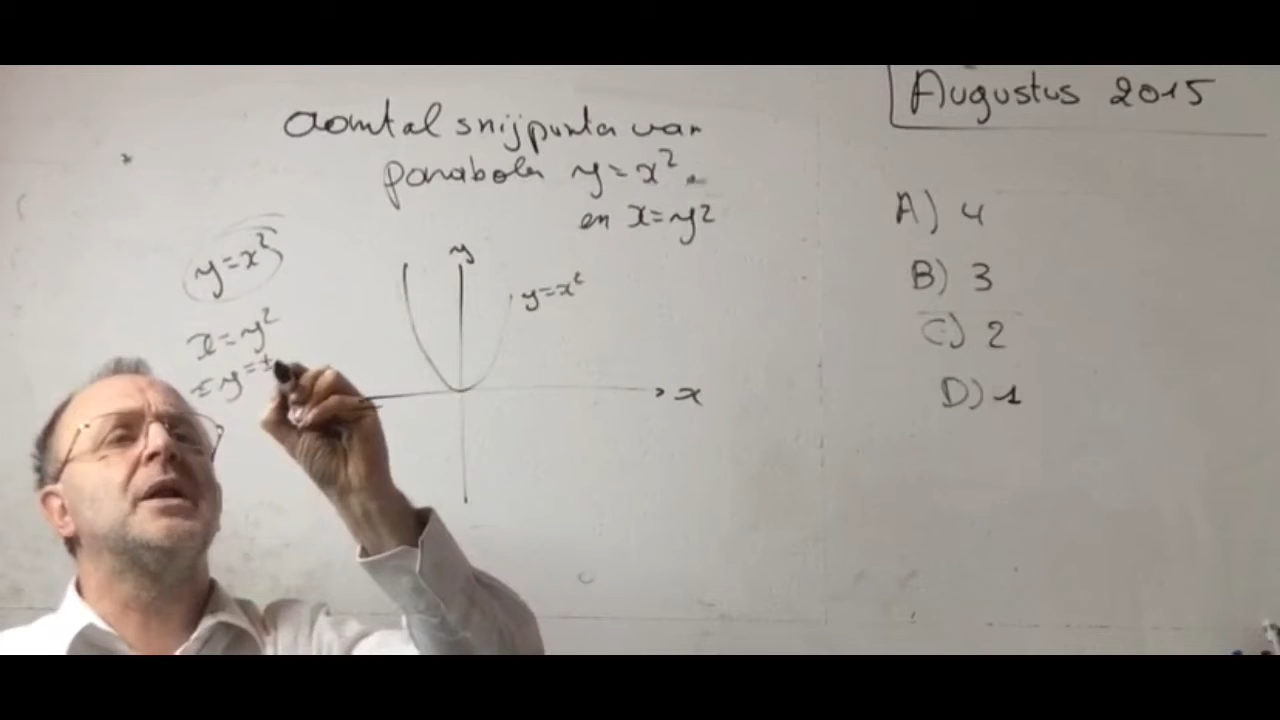 Augustus 2015
aantal snijpunten van
parabolen y = x²
en x = y²
y = x²
x = y²
± y = ±
y
y = x²
x
A) 4
B) 3
C) 2
D) 1